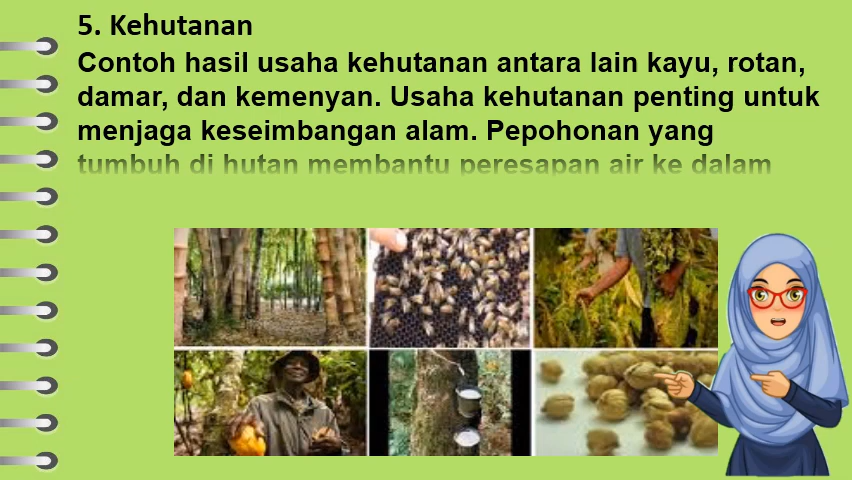 5. Kehutanan
Contoh hasil usaha kehutanan antara lain kayu, rotan,
damar, dan kemenyan. Usaha kehutanan penting untuk
menjaga keseimbangan alam. Pepohonan yang
tumbuh di hutan membantu peresapan air ke dalam